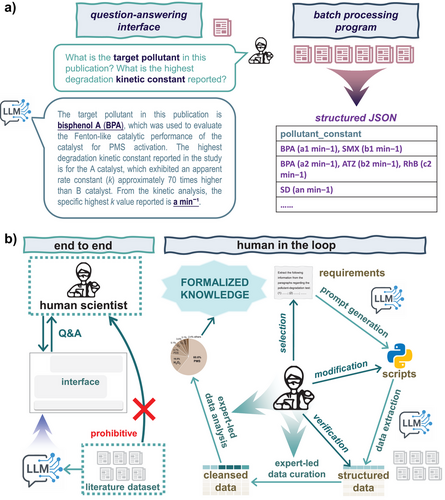 a)
question-answering
interface
batch processing
program
What is the target pollutant in this
publication? What is the highest
degradation kinetic constant reported?
LLM
The target pollutant in this publication is
bisphenol A (BPA), which was used to evaluate
the Fenton-like catalytic performance of the
catalyst for PMS activation. The highest
degradation kinetic constant reported in the
study is for the A catalyst, which exhibited an
apparent rate constant (k) approximately 70
times higher than B catalyst. From the kinetic
analysis, the specific highest k value reported
is a min⁻¹.
structured JSON
pollutant_constant
BPA (a1 min−1), SMX (b1 min−1)
BPA (a2 min−1), ATZ (b2 min−1), RhB (c2
min−1)
SD (an min−1)
......
b)
end to end
human in the loop
human scientist
Q&A
interface
prohibitive
LLM
literature dataset
FORMALIZED
KNOWLEDGE
Extract the following
information from the
requirements
LLM
prompt generation
selection
modification
scripts
verification
data extraction
LLM
expert-led
data analysis
expert-led
data curation
cleansed
data
structured
data